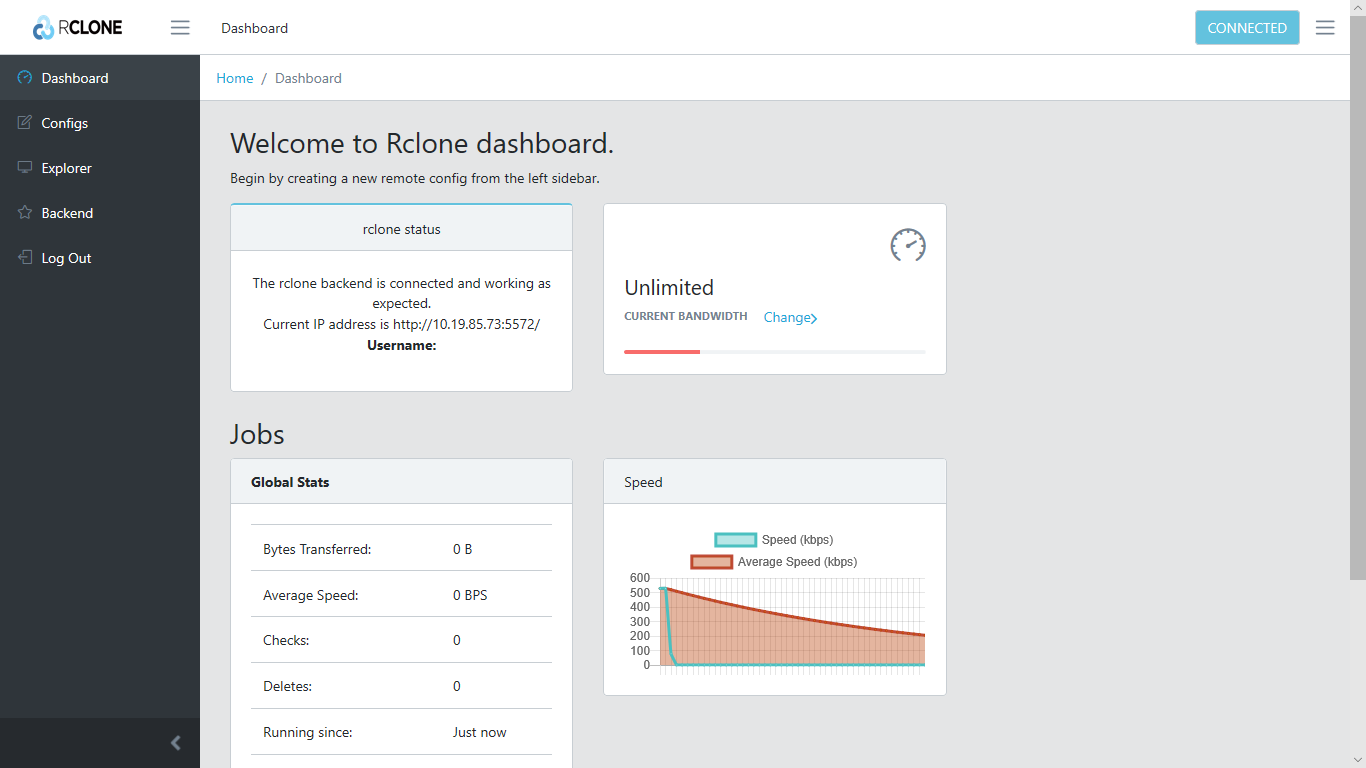 RCLONE
Dashboard
CONNECTED
Dashboard
Configs
Explorer
Backend
Log Out
Home / Dashboard
Welcome to Rclone dashboard.
Begin by creating a new remote config from the left sidebar.
rclone status
The rclone backend is connected and working as
expected.
Current IP address is http://10.19.85.73:5572/
Username:
Unlimited
CURRENT BANDWIDTH Change
Jobs
Global Stats
Bytes Transferred: 0 B
Average Speed: 0 BPS
Checks: 0
Deletes: 0
Running since: Just now
Speed
Speed (kbps)
Average Speed (kbps)
600
500
400
300
200
100
0